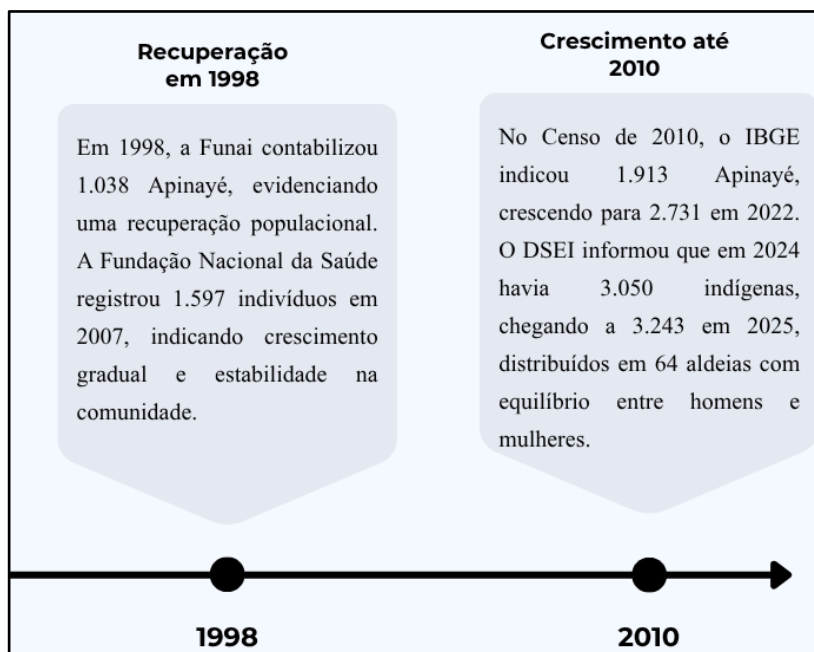 Recuperação
em 1998
Em 1998, a Funai contabilizou
1.038 Apinayé, evidenciando
uma recuperação populacional.
A Fundação Nacional da Saúde
registrou 1.597 indivíduos em
2007, indicando crescimento
gradual e estabilidade na
comunidade.
1998
Crescimento até
2010
No Censo de 2010, o IBGE
indicou 1.913 Apinayé,
crescendo para 2.731 em 2022.
O DSEI informou que em 2024
havia 3.050 indígenas,
chegando a 3.243 em 2025,
distribuídos em 64 aldeias com
equilíbrio entre homens e
mulheres.
2010